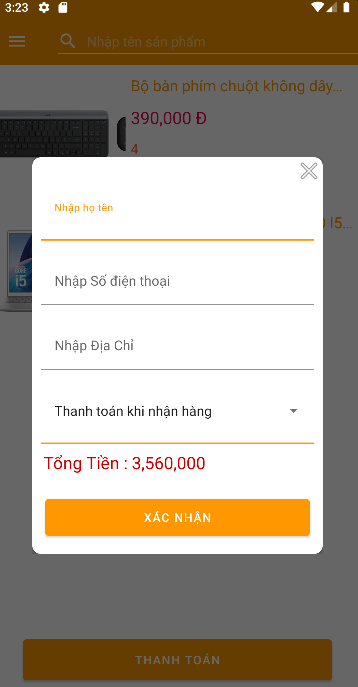 3:23
Nhập tên sản phẩm
Bộ bàn phím chuột không dây...
390,000 Đ
4
I5...
i5
Nhập họ tên
Nhập Số điện thoại
Nhập Địa Chỉ
Thanh toán khi nhận hàng
Tổng Tiền : 3,560,000
XÁC NHẬN
THANH TOÁN